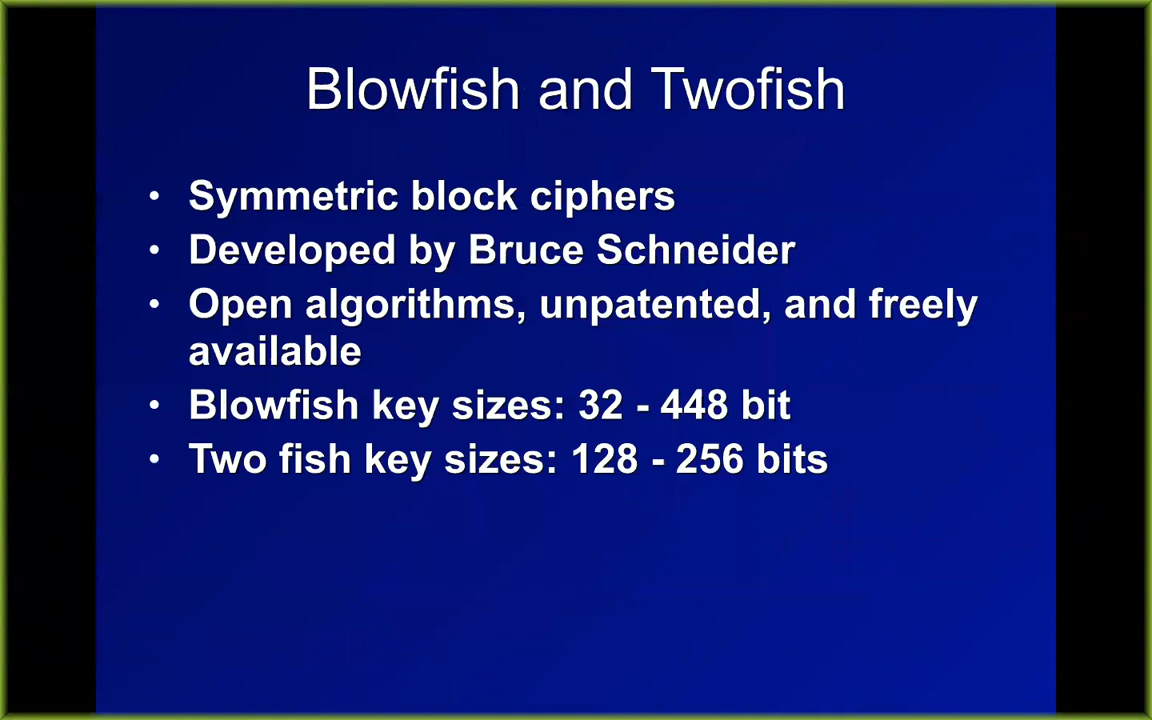 Blowfish and Twofish
• Symmetric block ciphers
• Developed by Bruce Schneider
• Open algorithms, unpatented, and freely
available
• Blowfish key sizes: 32 - 448 bit
• Two fish key sizes: 128 - 256 bits